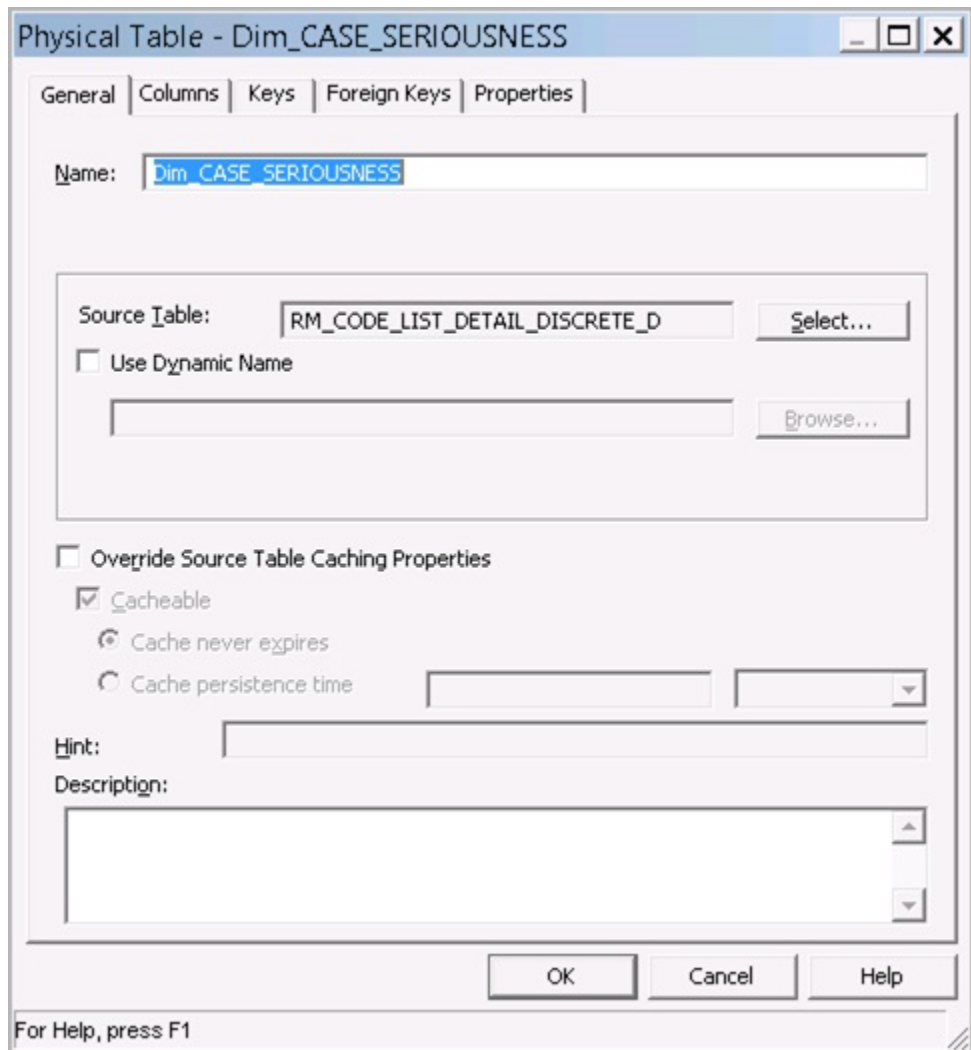 Physical Table - Dim_CASE_SERIOUSNESS
General Columns Keys Foreign Keys Properties
Name: Dim_CASE_SERIOUSNESS
Source Table: RM_CODE_LIST_DETAIL_DISCRETE_D Select...
Use Dynamic Name
Browse...
Override Source Table Caching Properties
Cacheable
Cache never expires
Cache persistence time
Hint:
Description:
OK Cancel Help
For Help, press F1